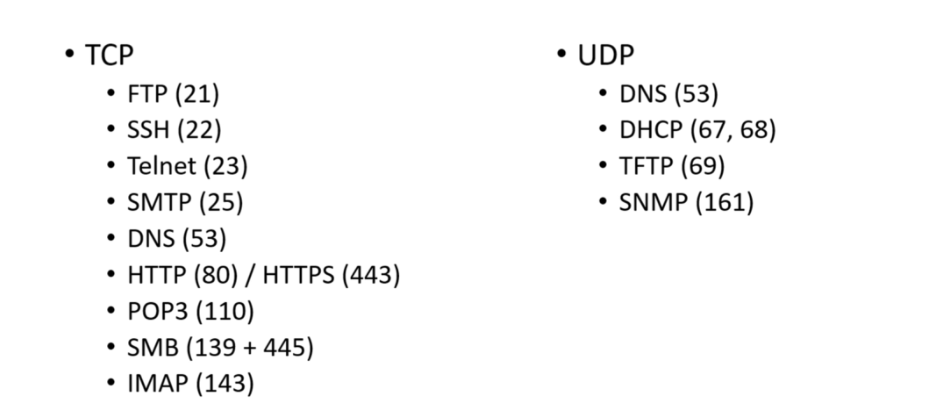 • TCP
• FTP (21)
• SSH (22)
• Telnet (23)
• SMTP (25)
• DNS (53)
• HTTP (80) / HTTPS (443)
• POP3 (110)
• SMB (139 + 445)
• IMAP (143)
• UDP
• DNS (53)
• DHCP (67, 68)
• TFTP (69)
• SNMP (161)